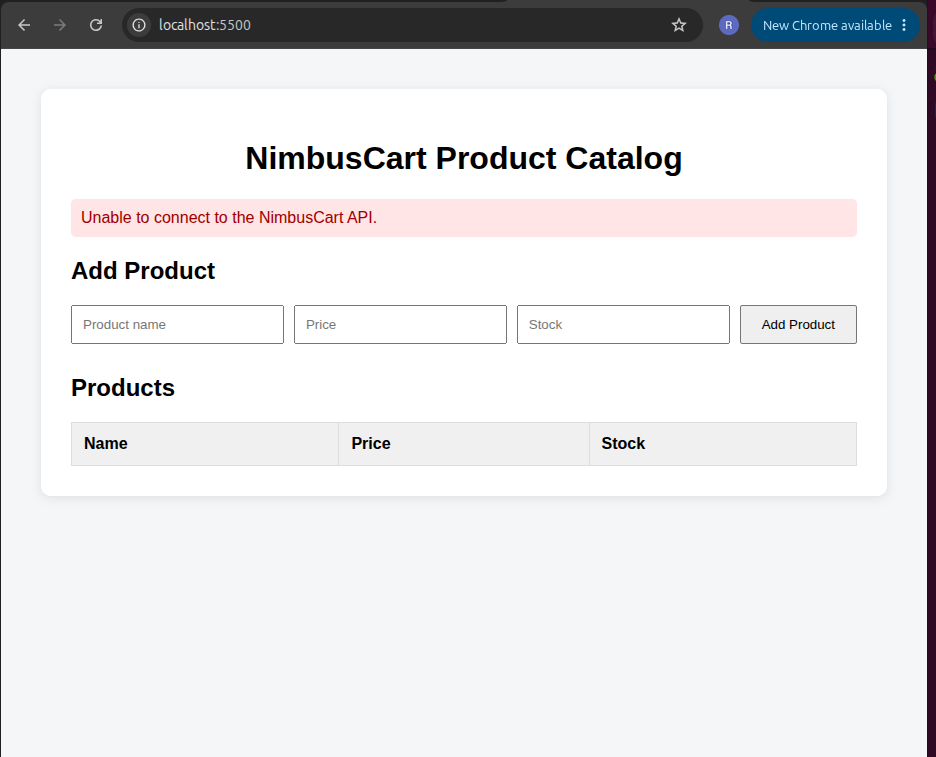 localhost:5500
R
New Chrome available
NimbusCart Product Catalog
Unable to connect to the NimbusCart API.
Add Product
Product name Price Stock Add Product
Products
Name Price Stock